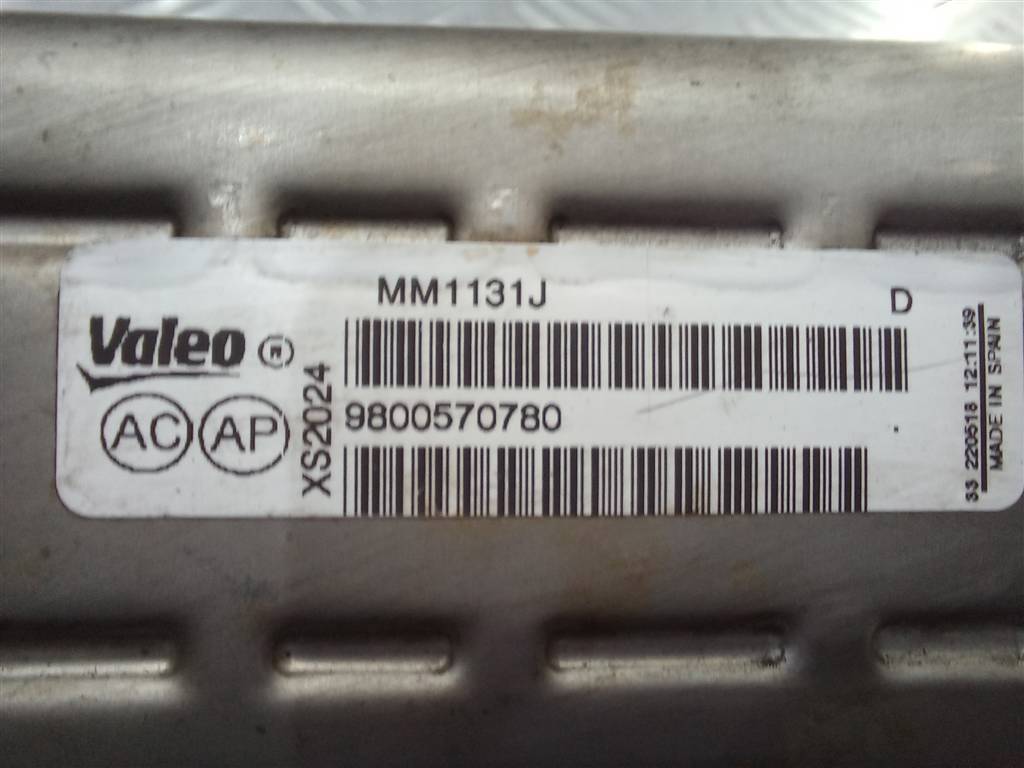 MM1131J
D
Valeo ®
AC AP
XS2024
9800570780
33 220518 12:11:39
MADE IN SPAIN